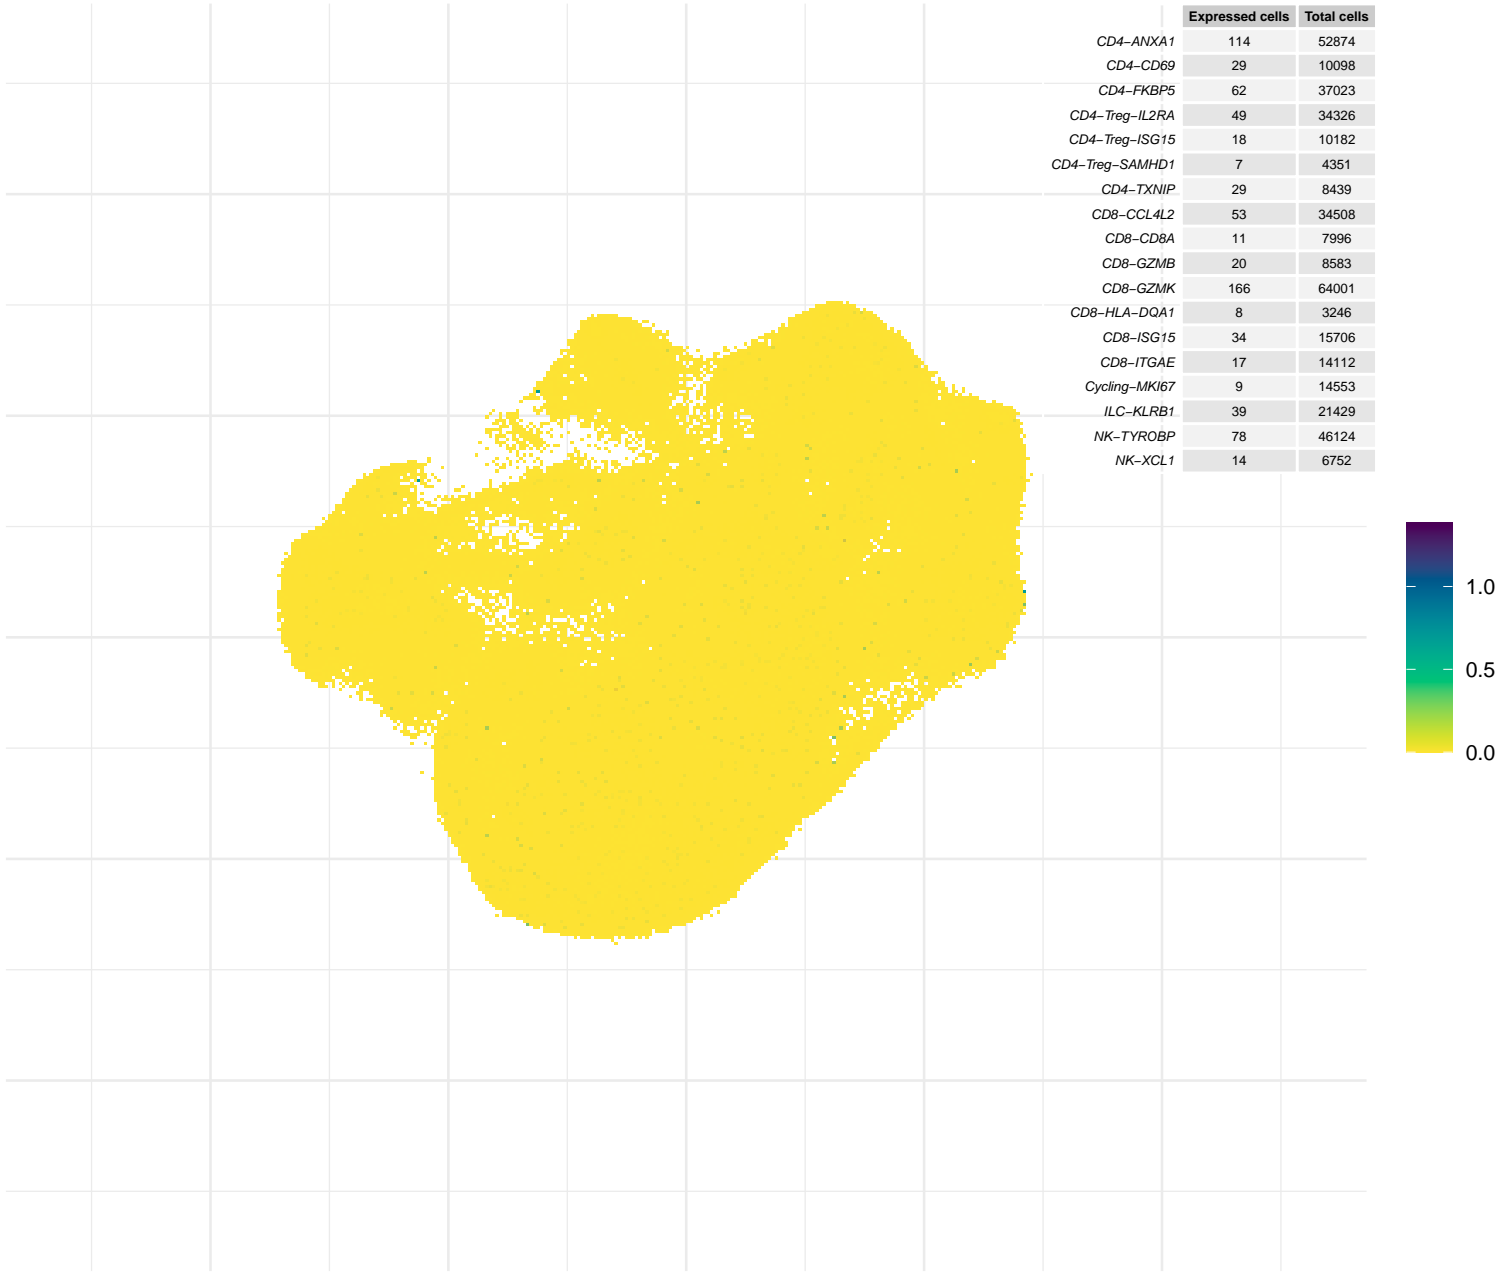 Expressed cells Total cells
CD4−ANXA1 114 52874
CD4−CD69 29 10098
CD4−FKBP5 62 37023
CD4−Treg−IL2RA 49 34326
CD4−Treg−ISG15 18 10182
CD4−Treg−SAMHD1 7 4351
CD4−TXNIP 29 8439
CD8−CCL4L2 53 34508
CD8−CD8A 11 7996
CD8−GZMB 20 8583
CD8−GZMK 166 64001
CD8−HLA−DQA1 8 3246
CD8−ISG15 34 15706
CD8−ITGAE 17 14112
Cycling−MKI67 9 14553
ILC−KLRB1 39 21429
NK−TYROBP 78 46124
NK−XCL1 14 6752
1.0
0.5
0.0